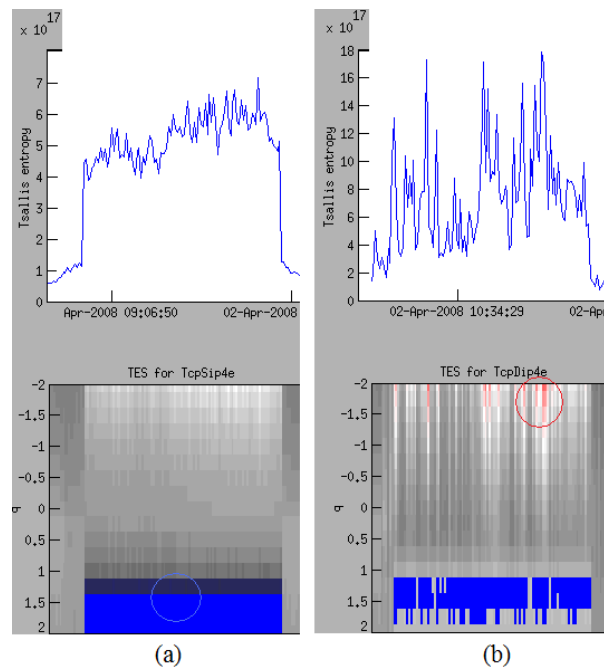 x 10 17
7
6
5
4
3
2
1
0
Tsallis entropy
Apr-2008 09:06:50
02-Apr-2008
x 10 17
18
16
14
12
10
8
6
4
2
0
Tsallis entropy
02-Apr-2008 10:34:29
02-Ap
TES for TcpSip4e
-2
-1.5
-1
-0.5
0
0.5
1
1.5
2
q
(a)
TES for TcpDip4e
-2
-1.5
-1
-0.5
0
0.5
1
1.5
2
q
(b)